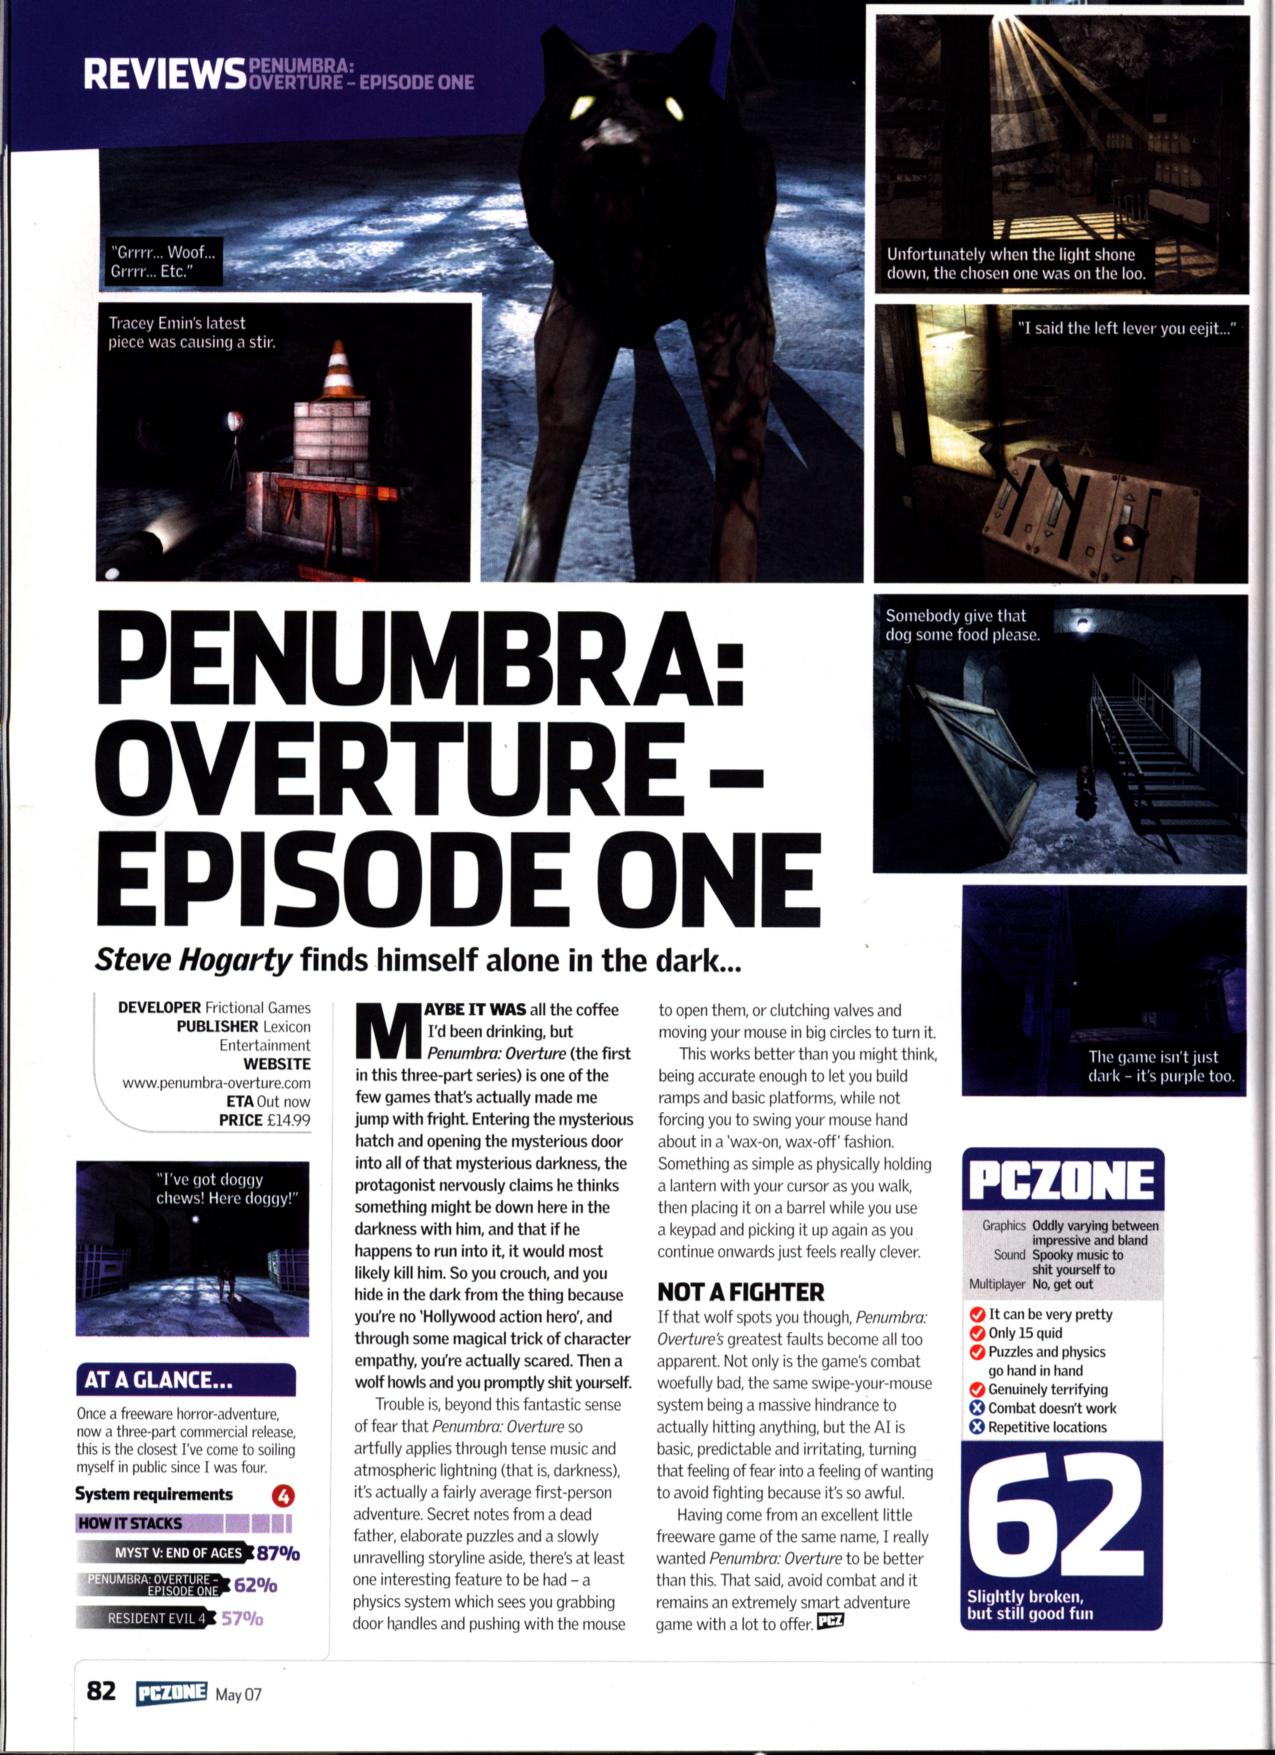 REVIEWS PENUMBRA:
OVERTURE – EPISODE ONE
"Grrrr... Woof...
Grrrr... Etc."
Unfortunately when the light shone
down, the chosen one was on the loo.
Tracey Emin's latest
piece was causing a stir.
"I said the left lever you eejit..."
Somebody give that
dog some food please.
The game isn't just
dark – it's purple too.
PENUMBRA:
OVERTURE –
EPISODE ONE
Steve Hogarty finds himself alone in the dark...
DEVELOPER Frictional Games
PUBLISHER Lexicon
Entertainment
WEBSITE
www.penumbra-overture.com
ETA Out now
PRICE £14.99
"I've got doggy
chews! Here doggy!"
AT A GLANCE...
Once a freeware horror-adventure,
now a three-part commercial release,
this is the closest I've come to soiling
myself in public since I was four.
System requirements 4
HOW IT STACKS
MYST V: END OF AGES 87%
PENUMBRA: OVERTURE –
EPISODE ONE 62%
RESIDENT EVIL 4 57%
MAYBE IT WAS all the coffee
I'd been drinking, but
Penumbra: Overture (the first
in this three-part series) is one of the
few games that's actually made me
jump with fright. Entering the mysterious
hatch and opening the mysterious door
into all of that mysterious darkness, the
protagonist nervously claims he thinks
something might be down here in the
darkness with him, and that if he
happens to run into it, it would most
likely kill him. So you crouch, and you
hide in the dark from the thing because
you're no 'Hollywood action hero', and
through some magical trick of character
empathy, you're actually scared. Then a
wolf howls and you promptly shit yourself.
Trouble is, beyond this fantastic sense
of fear that Penumbra: Overture so
artfully applies through tense music and
atmospheric lightning (that is, darkness),
it's actually a fairly average first-person
adventure. Secret notes from a dead
father, elaborate puzzles and a slowly
unravelling storyline aside, there's at least
one interesting feature to be had – a
physics system which sees you grabbing
door handles and pushing with the mouse
to open them, or clutching valves and
moving your mouse in big circles to turn it.
This works better than you might think,
being accurate enough to let you build
ramps and basic platforms, while not
forcing you to swing your mouse hand
about in a 'wax-on, wax-off' fashion.
Something as simple as physically holding
a lantern with your cursor as you walk,
then placing it on a barrel while you use
a keypad and picking it up again as you
continue onwards just feels really clever.
NOT A FIGHTER
If that wolf spots you though, Penumbra:
Overture's greatest faults become all too
apparent. Not only is the game's combat
woefully bad, the same swipe-your-mouse
system being a massive hindrance to
actually hitting anything, but the AI is
basic, predictable and irritating, turning
that feeling of fear into a feeling of wanting
to avoid fighting because it's so awful.
Having come from an excellent little
freeware game of the same name, I really
wanted Penumbra: Overture to be better
than this. That said, avoid combat and it
remains an extremely smart adventure
game with a lot to offer. PCZ
PCZONE
Graphics Oddly varying between
impressive and bland
Sound Spooky music to
shit yourself to
Multiplayer No, get out
It can be very pretty
Only 15 quid
Puzzles and physics
go hand in hand
Genuinely terrifying
Combat doesn't work
Repetitive locations
62
Slightly broken,
but still good fun
82 PCZONE May 07